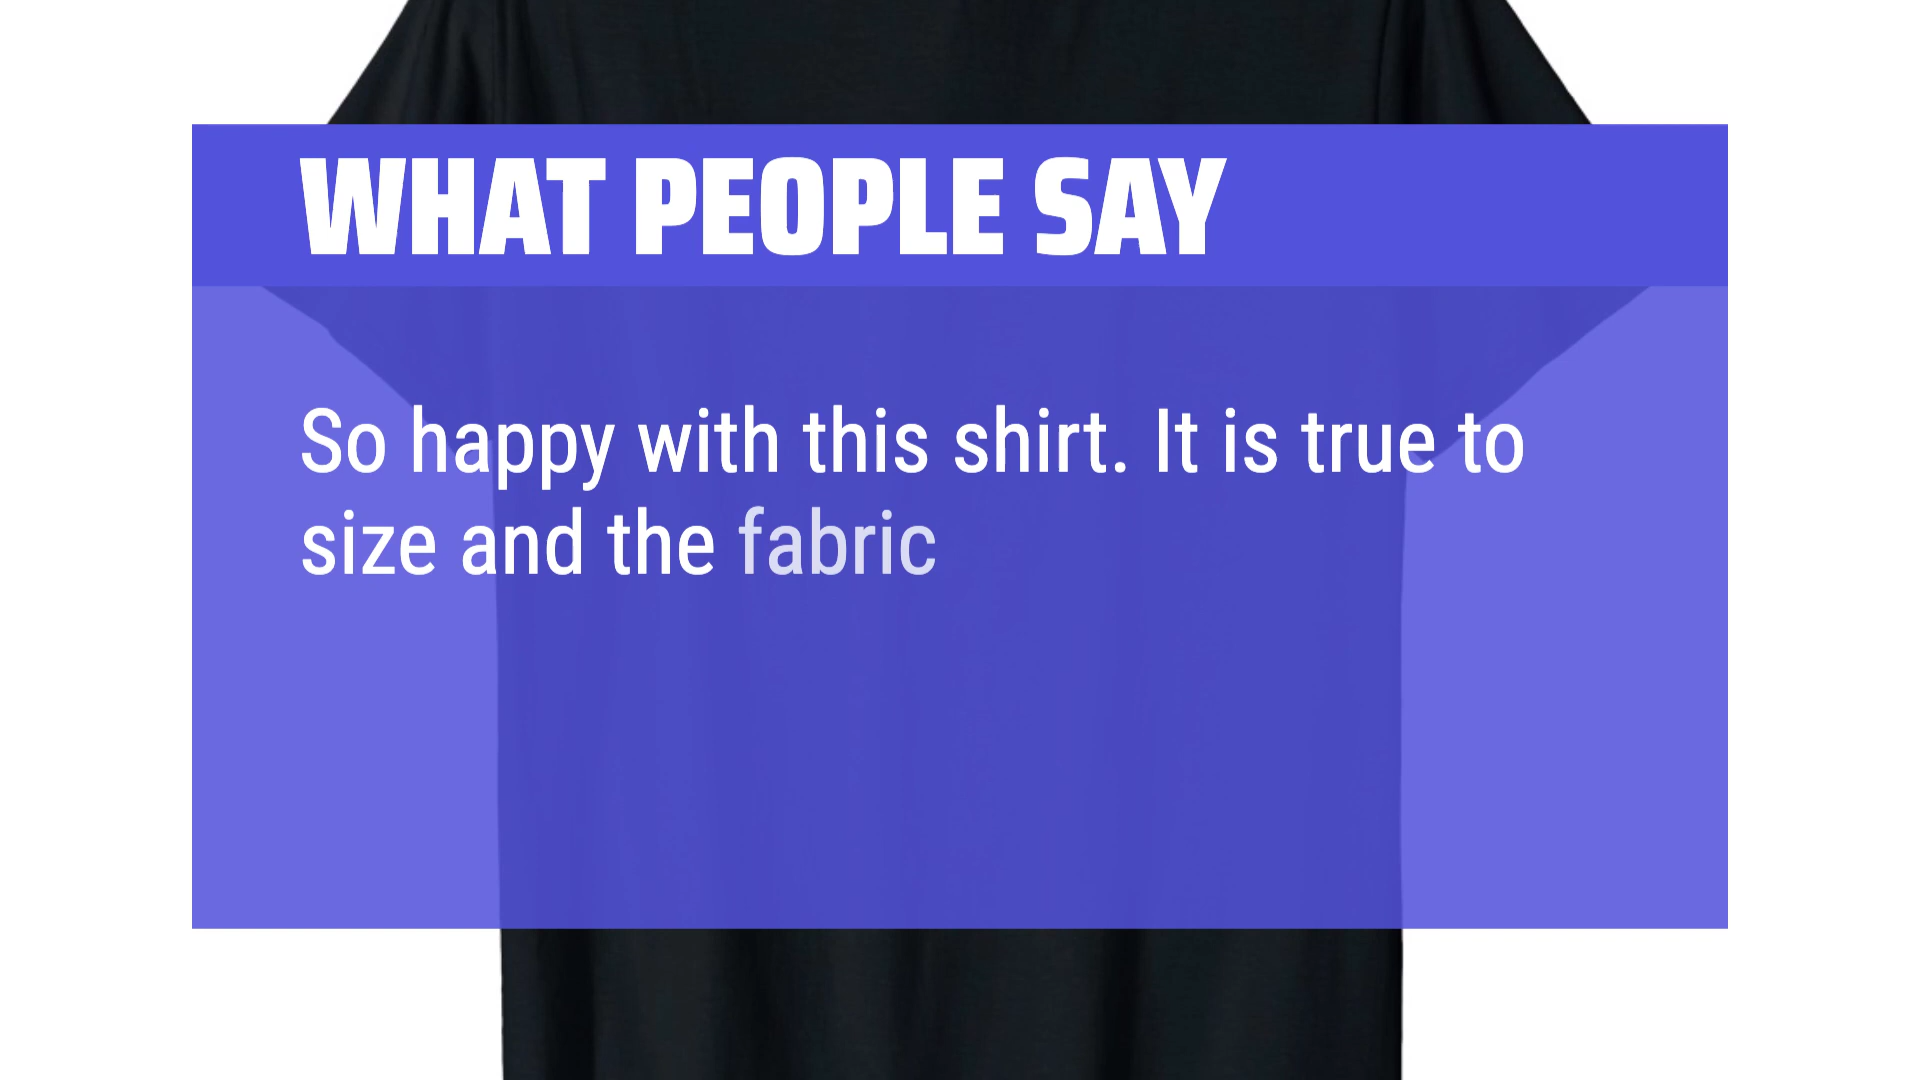 WHAT PEOPLE SAY
So happy with this shirt. It is true to
size and the fabric